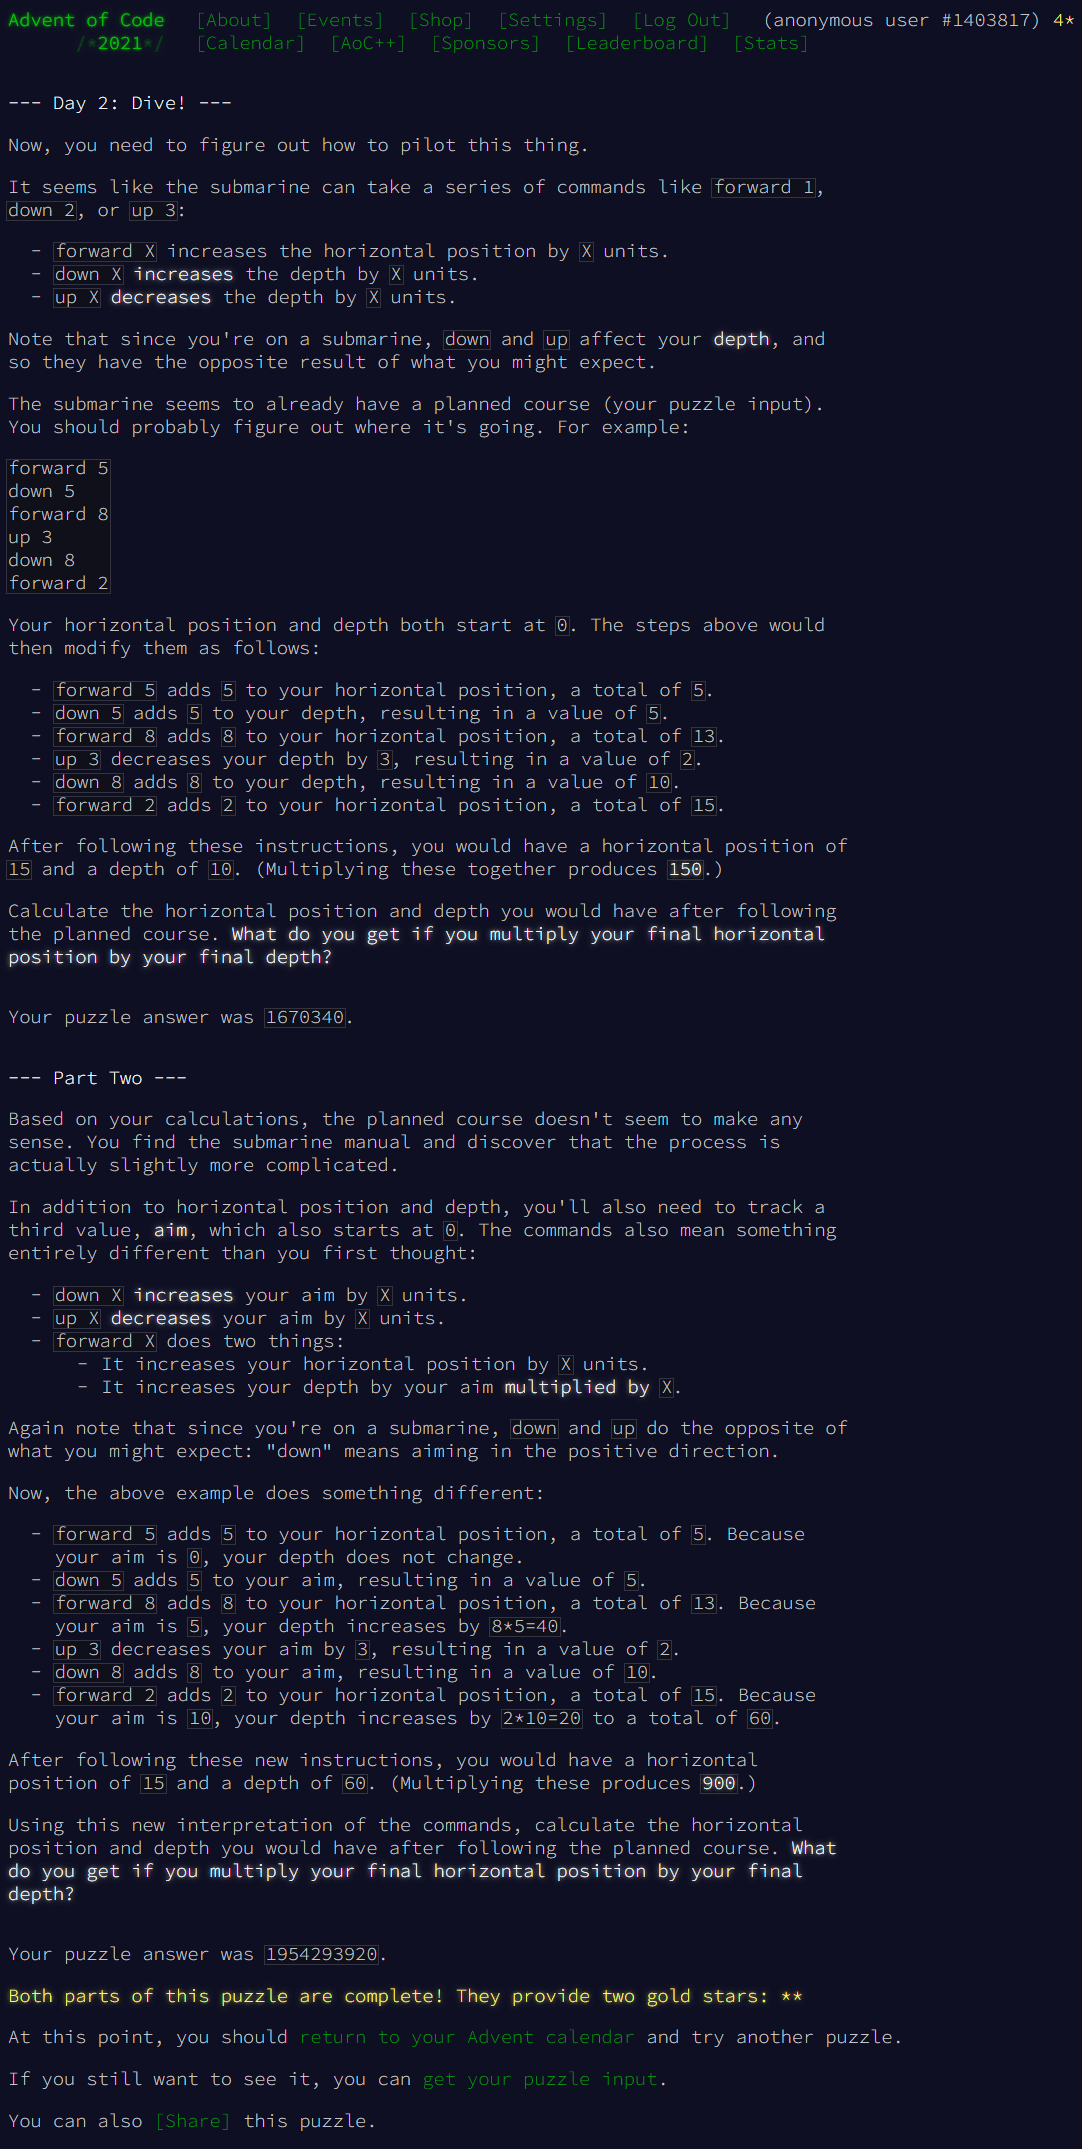 Advent of Code [About] [Events] [Shop] [Settings] [Log Out] (anonymous user #1403817) 4*
/*2021*/ [Calendar] [AoC++] [Sponsors] [Leaderboard] [Stats]
--- Day 2: Dive! ---
Now, you need to figure out how to pilot this thing.
It seems like the submarine can take a series of commands like forward 1,
down 2, or up 3:
- forward X increases the horizontal position by X units.
- down X increases the depth by X units.
- up X decreases the depth by X units.
Note that since you're on a submarine, down and up affect your depth, and
so they have the opposite result of what you might expect.
The submarine seems to already have a planned course (your puzzle input).
You should probably figure out where it's going. For example:
forward 5
down 5
forward 8
up 3
down 8
forward 2
Your horizontal position and depth both start at 0. The steps above would
then modify them as follows:
- forward 5 adds 5 to your horizontal position, a total of 5.
- down 5 adds 5 to your depth, resulting in a value of 5.
- forward 8 adds 8 to your horizontal position, a total of 13.
- up 3 decreases your depth by 3, resulting in a value of 2.
- down 8 adds 8 to your depth, resulting in a value of 10.
- forward 2 adds 2 to your horizontal position, a total of 15.
After following these instructions, you would have a horizontal position of
15 and a depth of 10. (Multiplying these together produces 150.)
Calculate the horizontal position and depth you would have after following
the planned course. What do you get if you multiply your final horizontal
position by your final depth?
Your puzzle answer was 1670340.
--- Part Two ---
Based on your calculations, the planned course doesn't seem to make any
sense. You find the submarine manual and discover that the process is
actually slightly more complicated.
In addition to horizontal position and depth, you'll also need to track a
third value, aim, which also starts at 0. The commands also mean something
entirely different than you first thought:
- down X increases your aim by X units.
- up X decreases your aim by X units.
- forward X does two things:
- It increases your horizontal position by X units.
- It increases your depth by your aim multiplied by X.
Again note that since you're on a submarine, down and up do the opposite of
what you might expect: "down" means aiming in the positive direction.
Now, the above example does something different:
- forward 5 adds 5 to your horizontal position, a total of 5. Because
your aim is 0, your depth does not change.
- down 5 adds 5 to your aim, resulting in a value of 5.
- forward 8 adds 8 to your horizontal position, a total of 13. Because
your aim is 5, your depth increases by 8*5=40.
- up 3 decreases your aim by 3, resulting in a value of 2.
- down 8 adds 8 to your aim, resulting in a value of 10.
- forward 2 adds 2 to your horizontal position, a total of 15. Because
your aim is 10, your depth increases by 2*10=20 to a total of 60.
After following these new instructions, you would have a horizontal
position of 15 and a depth of 60. (Multiplying these produces 900.)
Using this new interpretation of the commands, calculate the horizontal
position and depth you would have after following the planned course. What
do you get if you multiply your final horizontal position by your final
depth?
Your puzzle answer was 1954293920.
Both parts of this puzzle are complete! They provide two gold stars: **
At this point, you should return to your Advent calendar and try another puzzle.
If you still want to see it, you can get your puzzle input.
You can also [Share] this puzzle.